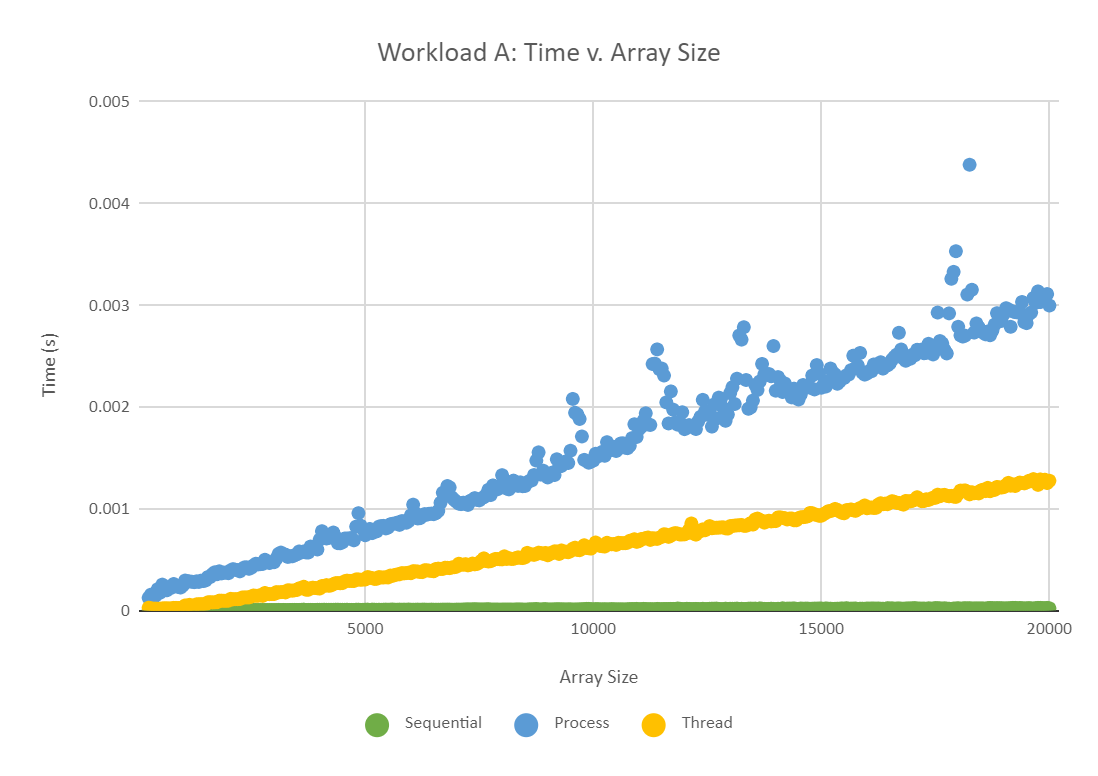 Workload A: Time v. Array Size
0.005
0.004
0.003
0.002
0.001
0
Time (s)
5000 10000 15000 20000
Array Size
Sequential Process Thread